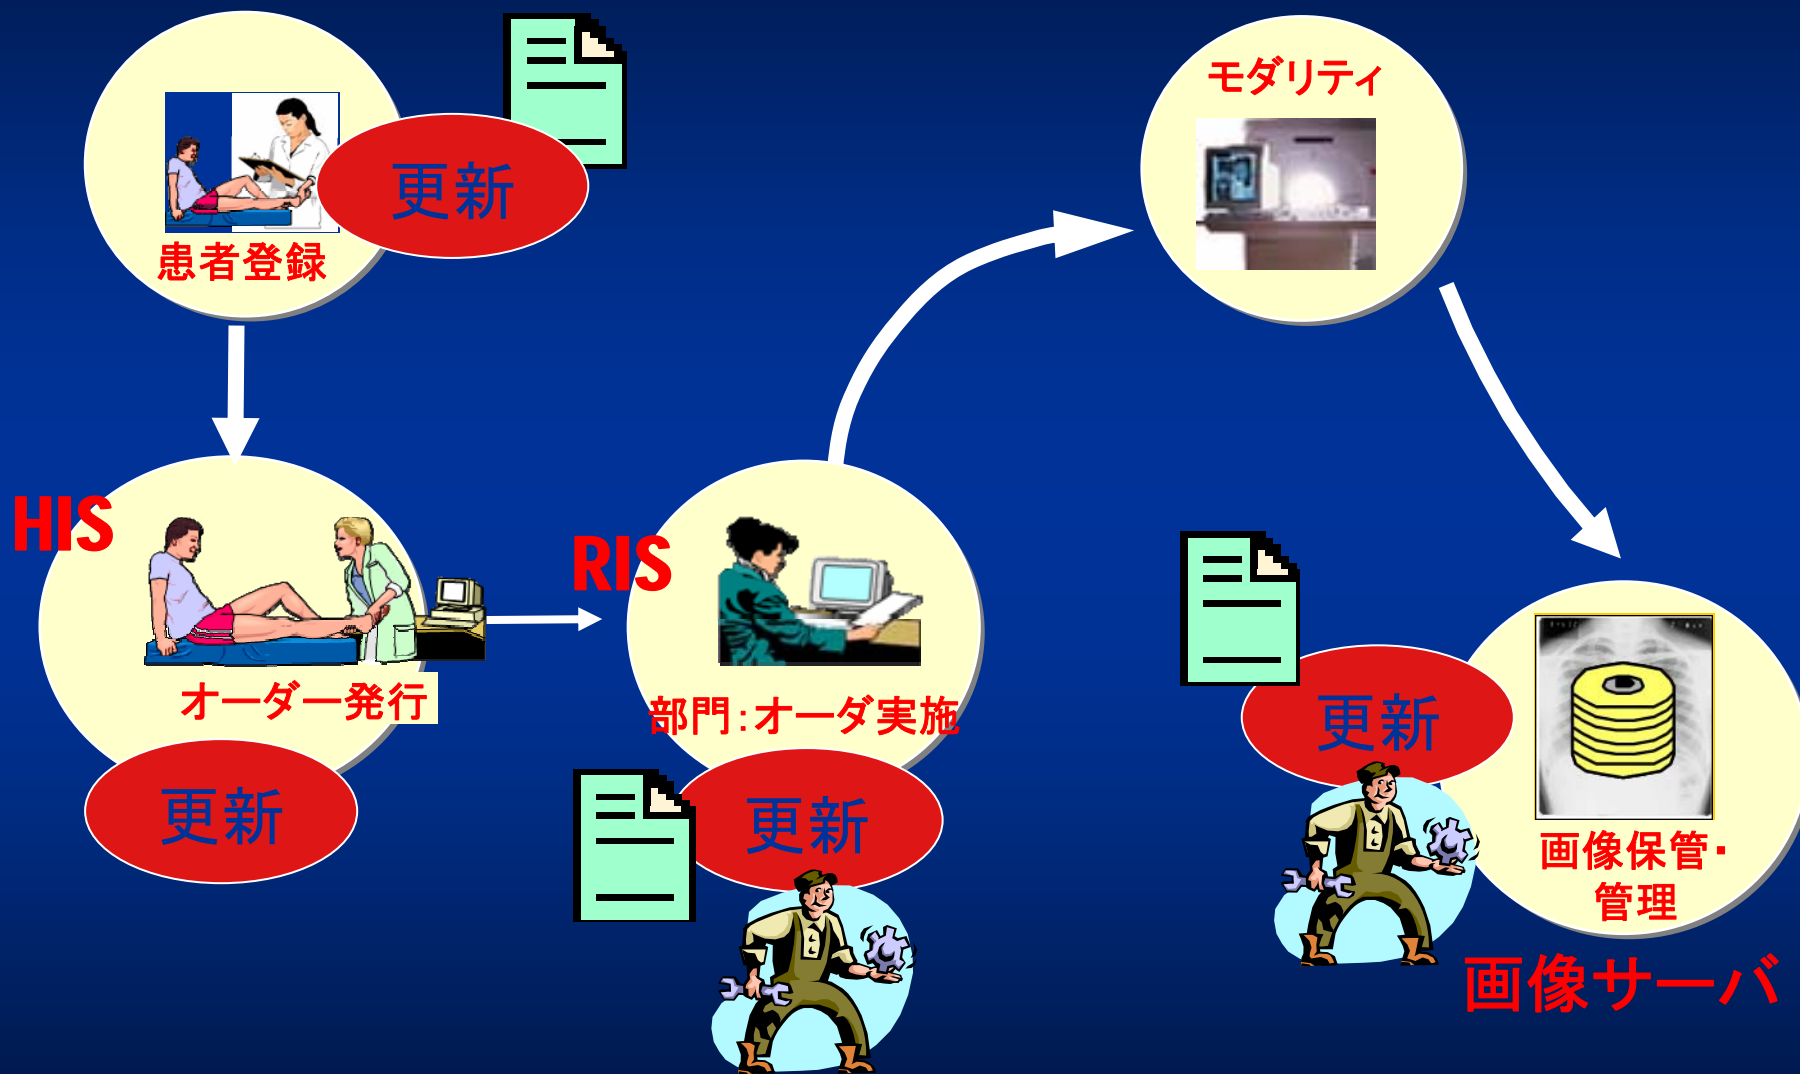 モダリティ
更新
患者登録
HIS
RIS
オーダー発行
部門:オーダ実施
更新
更新
更新
画像保管・
管理
画像サーバ